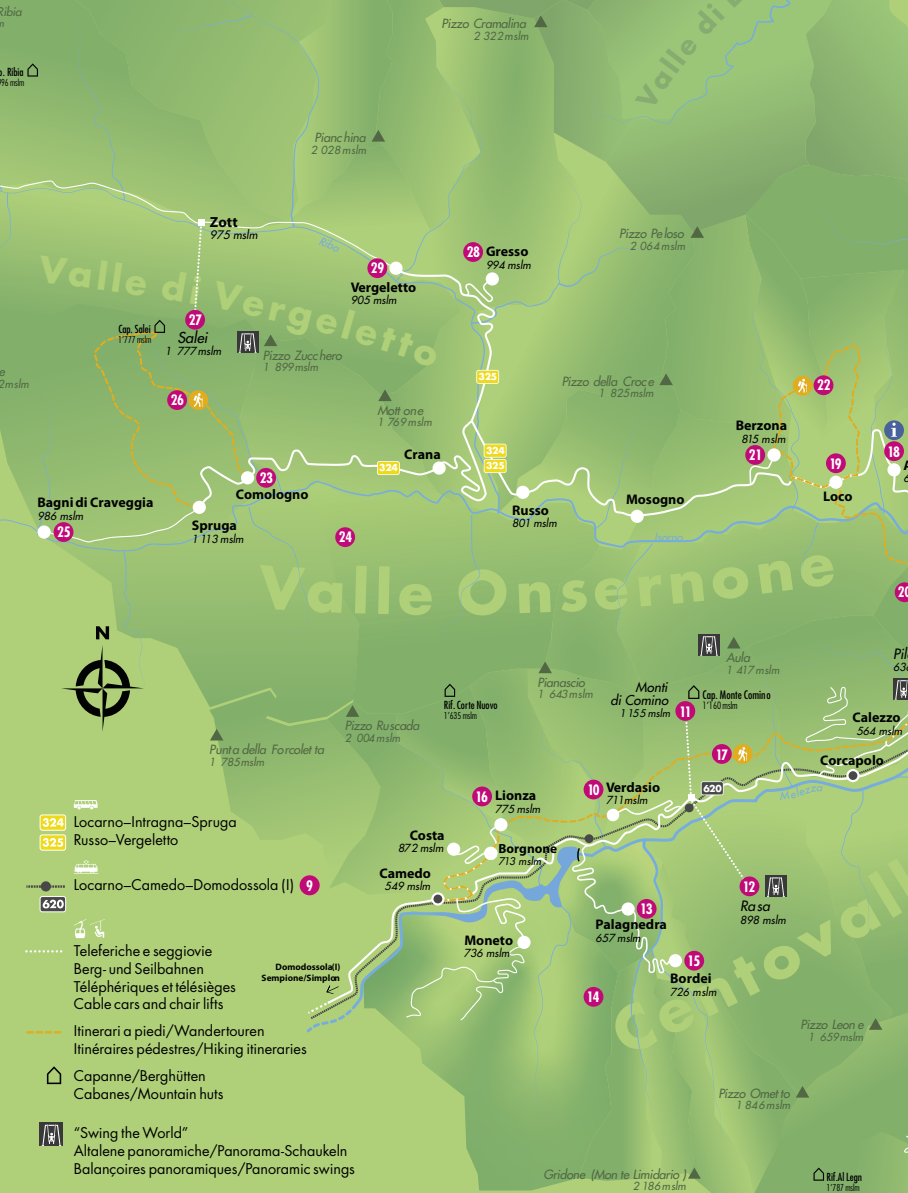 Ribia
Pizzo Cramalina
2 322 mslm
Valle di
o. Ribia
96 mslm
Pianchina
2 028 mslm
Zott
975 mslm
Ribo
Pizzo Peloso
2 064 mslm
28 Gresso
994 mslm
29
Vergeletto
905 mslm
Valle di Vergeletto
27
Cap. Salei
1'777 mslm
Salei
1 777 mslm
Pizzo Zucchero
1 899 mslm
325
Pizzo della Croce
1 825 mslm
22
26
Mottone
1 769 mslm
Berzona
815 mslm
i
18
21
324
325
Crana
324
19
Loco
23
Comologno
Bagni di Craveggia
986 mslm
25
Spruga
1 113 mslm
Russo
801 mslm
Mosogno
24
Isorno
Valle Onsernone
20
N
Aula
1 417 mslm
Pianascio
1 643 mslm
Monti
di Comino
1 155 mslm
11
Cap. Monte Comino
1'160 mslm
Rif. Corte Nuovo
1'635 mslm
Pizzo Ruscada
2 004 mslm
Calezzo
564 mslm
Punta della Forcoletta
1 785 mslm
17
Corcapolo
16 Lionza
775 mslm
10 Verdasio
711 mslm
620
Melezza
324 Locarno–Intragna–Spruga
325 Russo–Vergeletto
Costa
872 mslm
Borgnone
713 mslm
Camedo
549 mslm
Locarno–Camedo–Domodossola (I) 9
620
12
Rasa
898 mslm
13
Palagnedra
657 mslm
Moneto
736 mslm
Centovall
Teleferiche e seggiovie
Berg- und Seilbahnen
Téléphériques et télésièges
Cable cars and chair lifts
Domodossola(I)
Sempione/Simplon
15
Bordei
726 mslm
14
Itinerari a piedi/Wandertouren
Itinéraires pédestres/Hiking itineraries
Pizzo Leone
1 659 mslm
Capanne/Berghütten
Cabanes/Mountain huts
Pizzo Ometto
1 846 mslm
"Swing the World"
Altalene panoramiche/Panorama-Schaukeln
Balançoires panoramiques/Panoramic swings
Gridone (Monte Limidario)
2 186 mslm
Rif. Al Legn
1'787 mslm